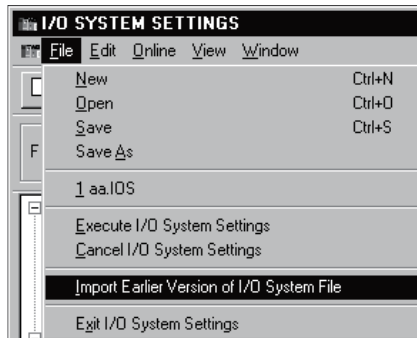 I/O SYSTEM SETTINGS
File Edit Online View Window
New Ctrl+N
Open Ctrl+O
Save Ctrl+S
Save As
F
1 aa.IOS
Execute I/O System Settings
Cancel I/O System Settings
Import Earlier Version of I/O System File
Exit I/O System Settings